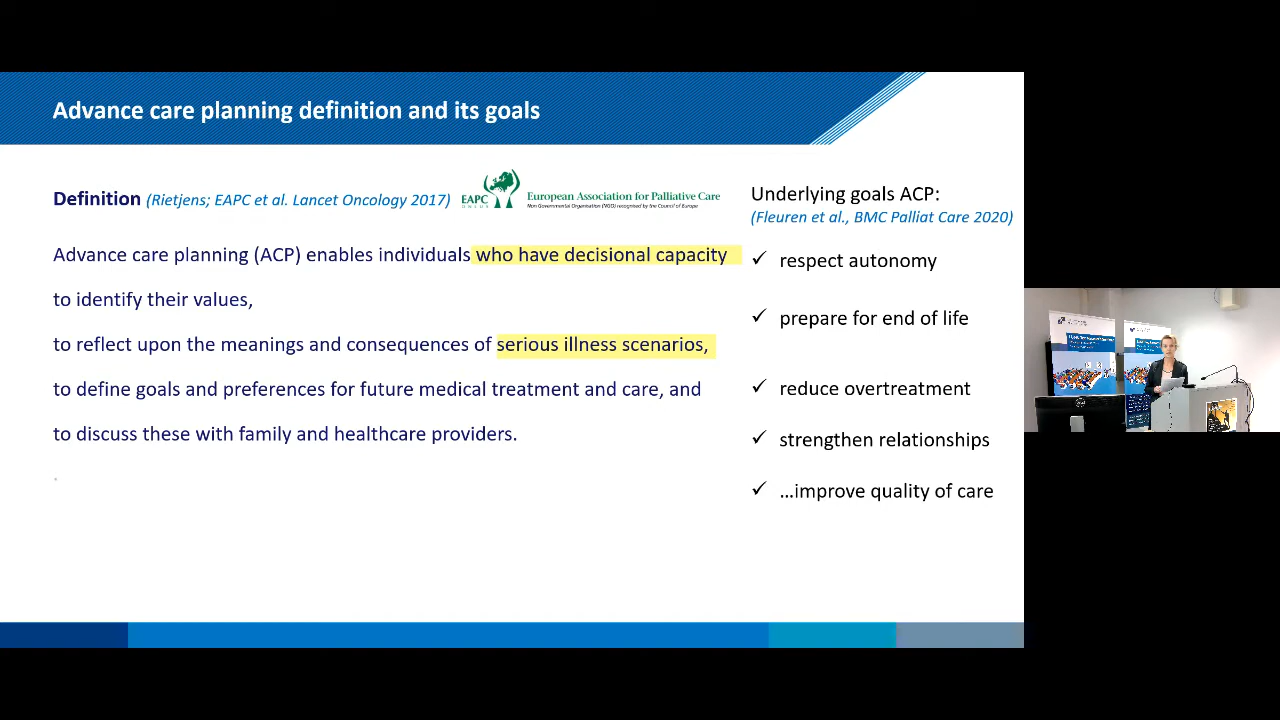 Advance care planning definition and its goals
Definition (Rietjens; EAPC et al. Lancet Oncology 2017)
EAPC
ONLUS
European Association for Palliative Care
Non Governmental Organisation (NGO) recognised by the Council of Europe
Advance care planning (ACP) enables individuals who have decisional capacity
to identify their values,
to reflect upon the meanings and consequences of serious illness scenarios,
to define goals and preferences for future medical treatment and care, and
to discuss these with family and healthcare providers.
.
Underlying goals ACP:
(Fleuren et al., BMC Palliat Care 2020)
✓ respect autonomy
✓ prepare for end of life
✓ reduce overtreatment
✓ strengthen relationships
✓ …improve quality of care